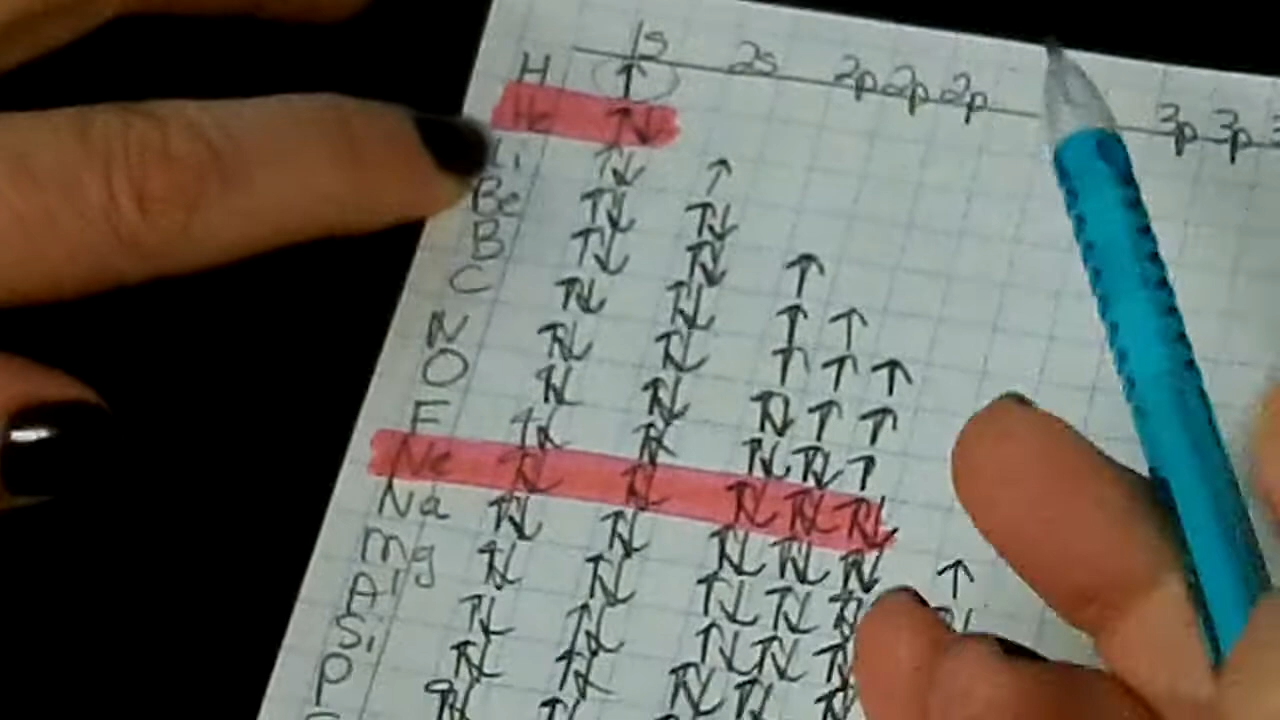 1s 2s 2p 2p 2p 3p 3p
H ↑
He ↑↓
Li ↑↓ ↑
Be ↑↓ ↑↓
B ↑↓ ↑↓ ↑
C ↑↓ ↑↓ ↑ ↑
N ↑↓ ↑↓ ↑ ↑ ↑
O ↑↓ ↑↓ ↑↓ ↑ ↑
F ↑↓ ↑↓ ↑↓ ↑↓ ↑
Ne ↑↓ ↑↓ ↑↓ ↑↓ ↑↓
Na ↑↓ ↑↓ ↑↓ ↑↓ ↑↓ ↑
Mg ↑↓ ↑↓ ↑↓ ↑↓ ↑↓ ↑↓
Al ↑↓ ↑↓ ↑↓ ↑↓ ↑↓
Si ↑↓ ↑↓ ↑↓ ↑↓ ↑↓
P ↑↓ ↑↓